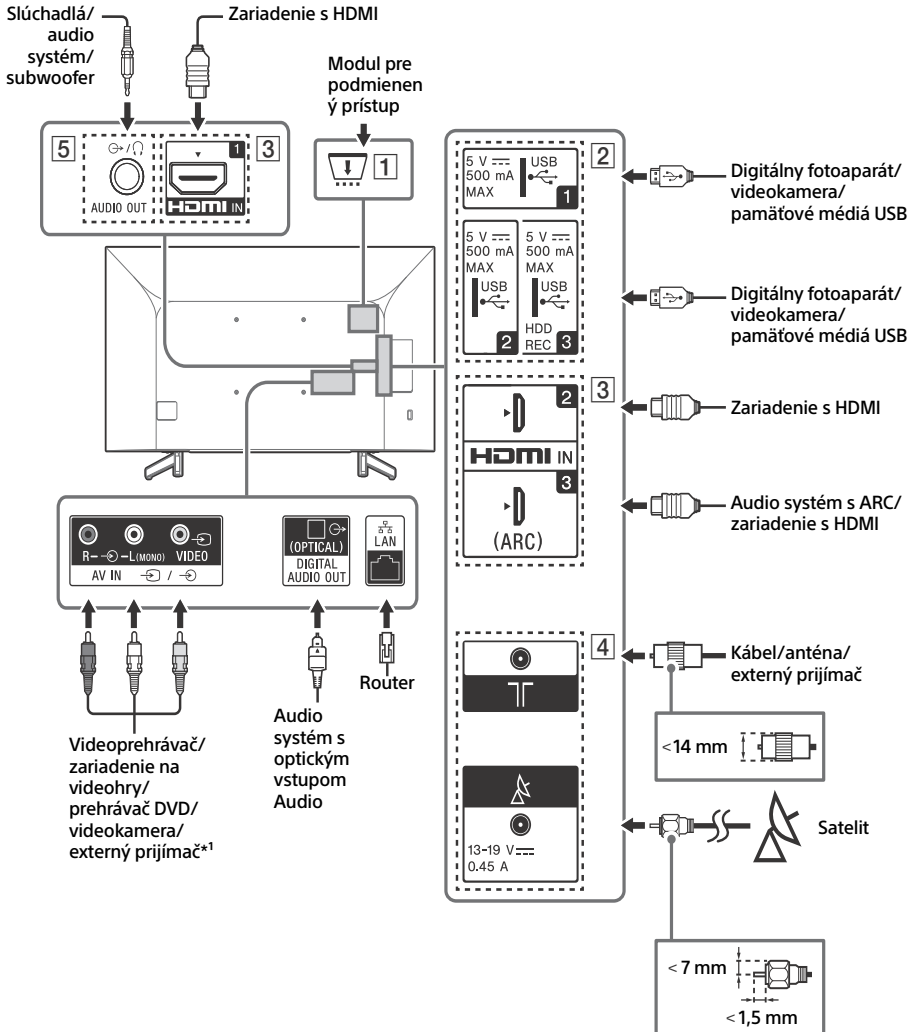 Slúchadlá/
audio
systém/
subwoofer
Zariadenie s HDMI
Modul pre
podmienen
ý prístup
5
AUDIO OUT
1
HDMI IN
3
1
5 V
500 mA
MAX
USB
1
2
Digitálny fotoaparát/
videokamera/
pamäťové médiá USB
5 V
500 mA
MAX
USB
2
5 V
500 mA
MAX
USB
HDD
REC 3
Digitálny fotoaparát/
videokamera/
pamäťové médiá USB
2
3
Zariadenie s HDMI
HDMI IN
3
(ARC)
Audio systém s ARC/
zariadenie s HDMI
R L (MONO) VIDEO
AV IN /
(OPTICAL)
DIGITAL
AUDIO OUT
LAN
Videoprehrávač/
zariadenie na
videohry/
prehrávač DVD/
videokamera/
externý prijímač*1
Audio
systém s
optickým
vstupom
Audio
Router
4
Kábel/anténa/
externý prijímač
<14 mm
13-19 V
0.45 A
Satelit
<7 mm
<1,5 mm